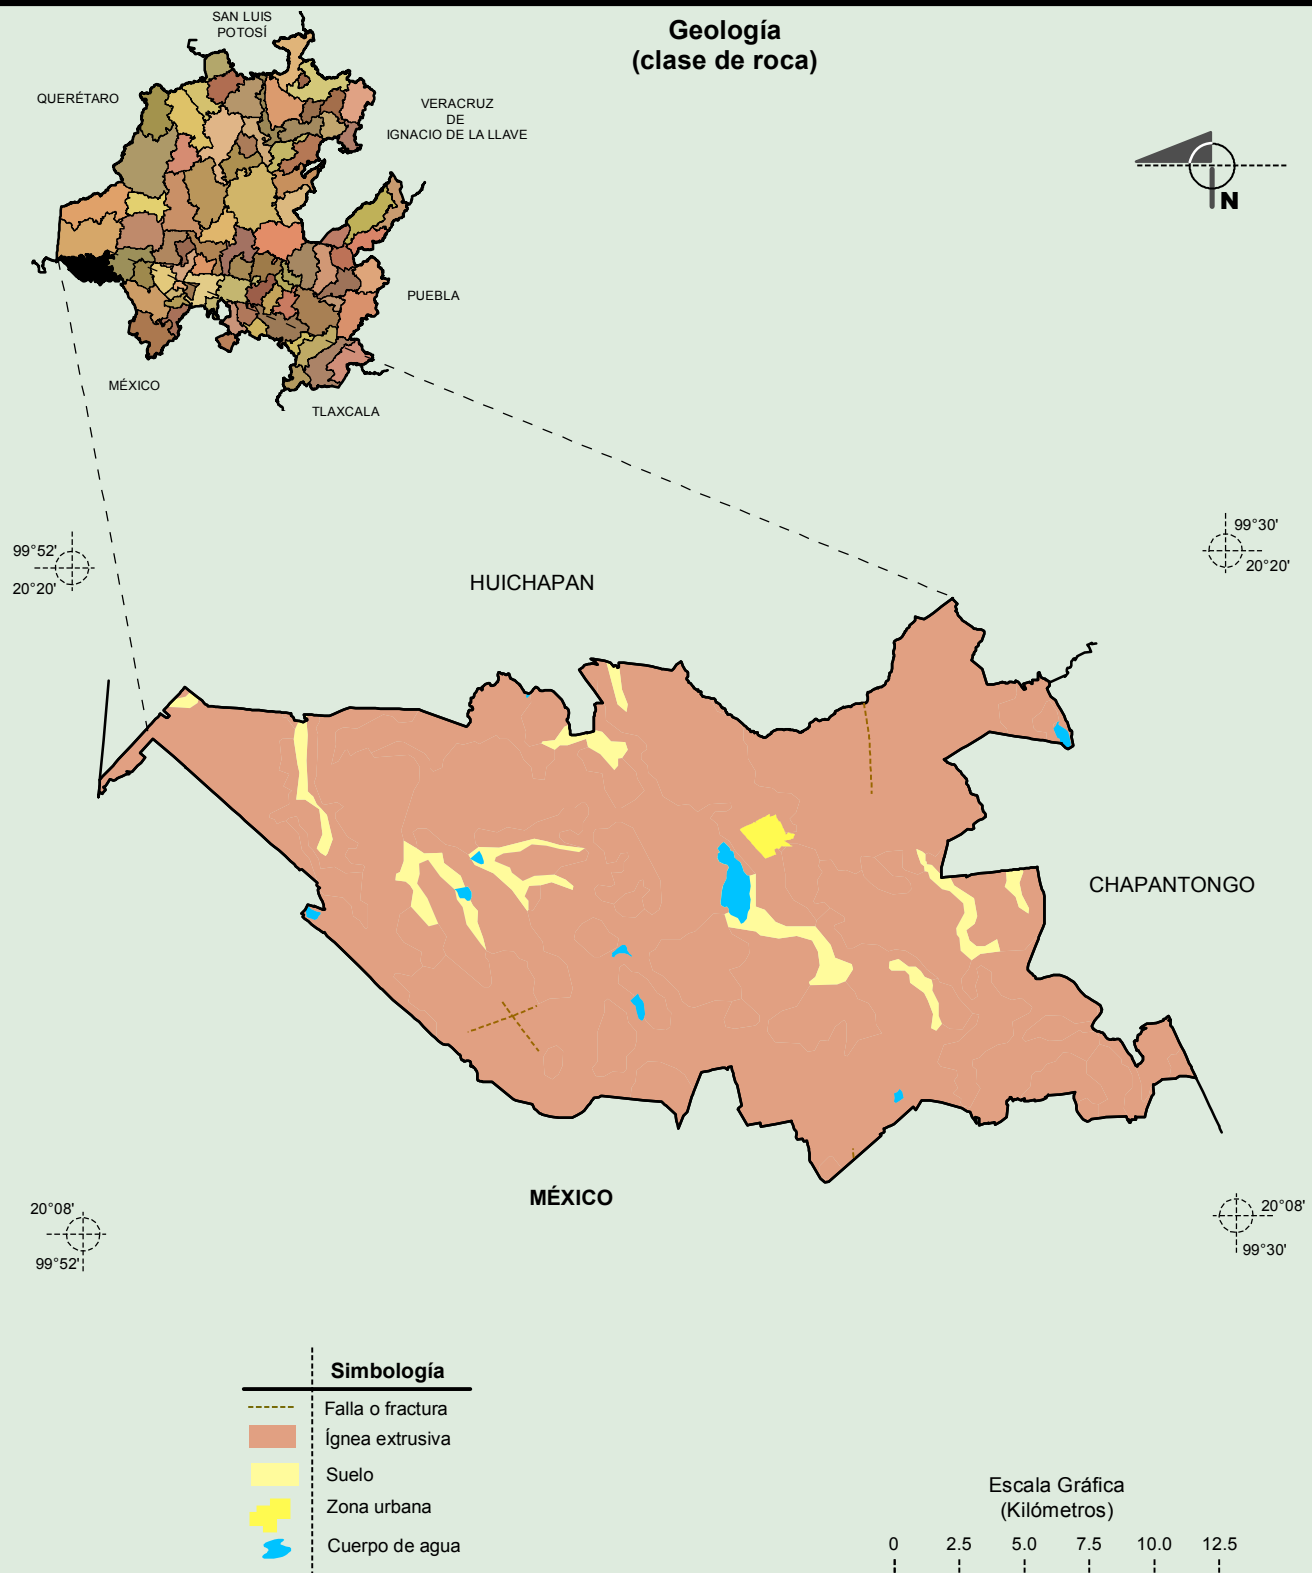 Geología
(clase de roca)
SAN LUIS
POTOSÍ
QUERÉTARO
VERACRUZ
DE
IGNACIO DE LA LLAVE
N
PUEBLA
MÉXICO
TLAXCALA
99°52'
20°20'
99°30'
20°20'
HUICHAPAN
CHAPANTONGO
MÉXICO
20°08'
99°52'
20°08'
99°30'
Simbología
Falla o fractura
Ígnea extrusiva
Suelo
Zona urbana
Cuerpo de agua
Escala Gráfica
(Kilómetros)
0 2.5 5.0 7.5 10.0 12.5